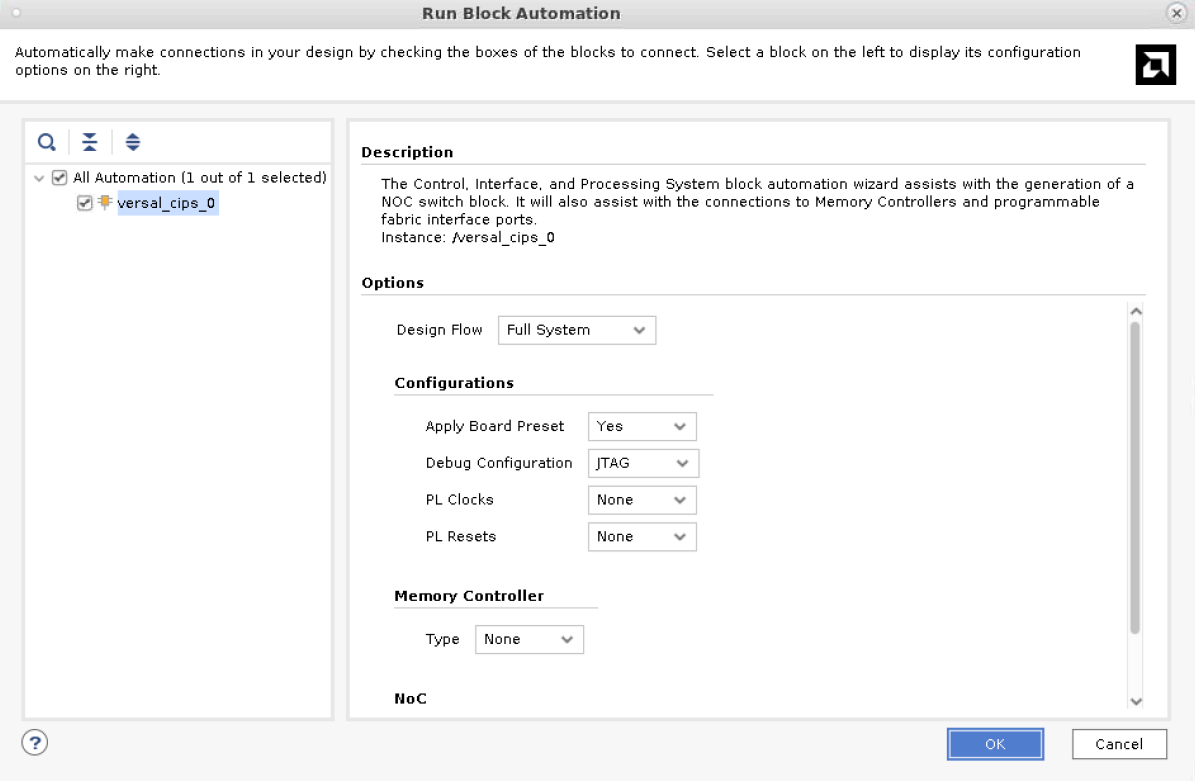 Run Block Automation
Automatically make connections in your design by checking the boxes of the blocks to connect. Select a block on the left to display its configuration
options on the right.
All Automation (1 out of 1 selected)
versal_cips_0
Description
The Control, Interface, and Processing System block automation wizard assists with the generation of a
NOC switch block. It will also assist with the connections to Memory Controllers and programmable
fabric interface ports.
Instance: /versal_cips_0
Options
Design Flow Full System
Configurations
Apply Board Preset Yes
Debug Configuration JTAG
PL Clocks None
PL Resets None
Memory Controller
Type None
NoC
? OK Cancel